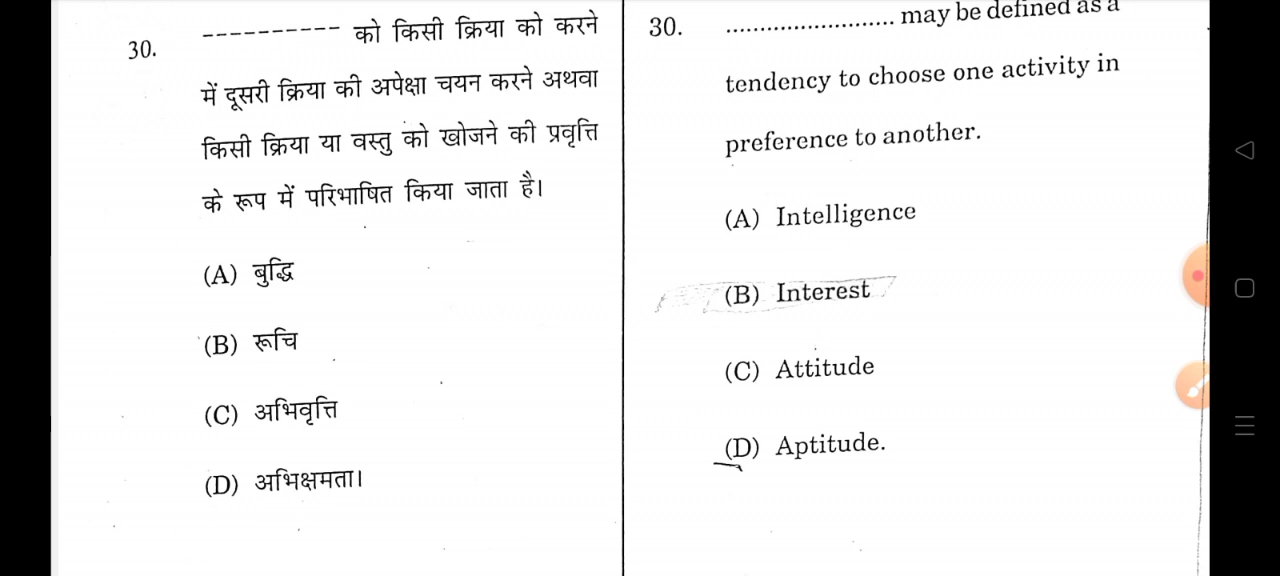 30.
---------- को किसी क्रिया को करने
में दूसरी क्रिया की अपेक्षा चयन करने अथवा
किसी क्रिया या वस्तु को खोजने की प्रवृत्ति
के रूप में परिभाषित किया जाता है।
(A) बुद्धि
(B) रूचि
(C) अभिवृत्ति
(D) अभिक्षमता।
30. ........................ may be defined as a
tendency to choose one activity in
preference to another.
(A) Intelligence
(B) Interest
(C) Attitude
(D) Aptitude.